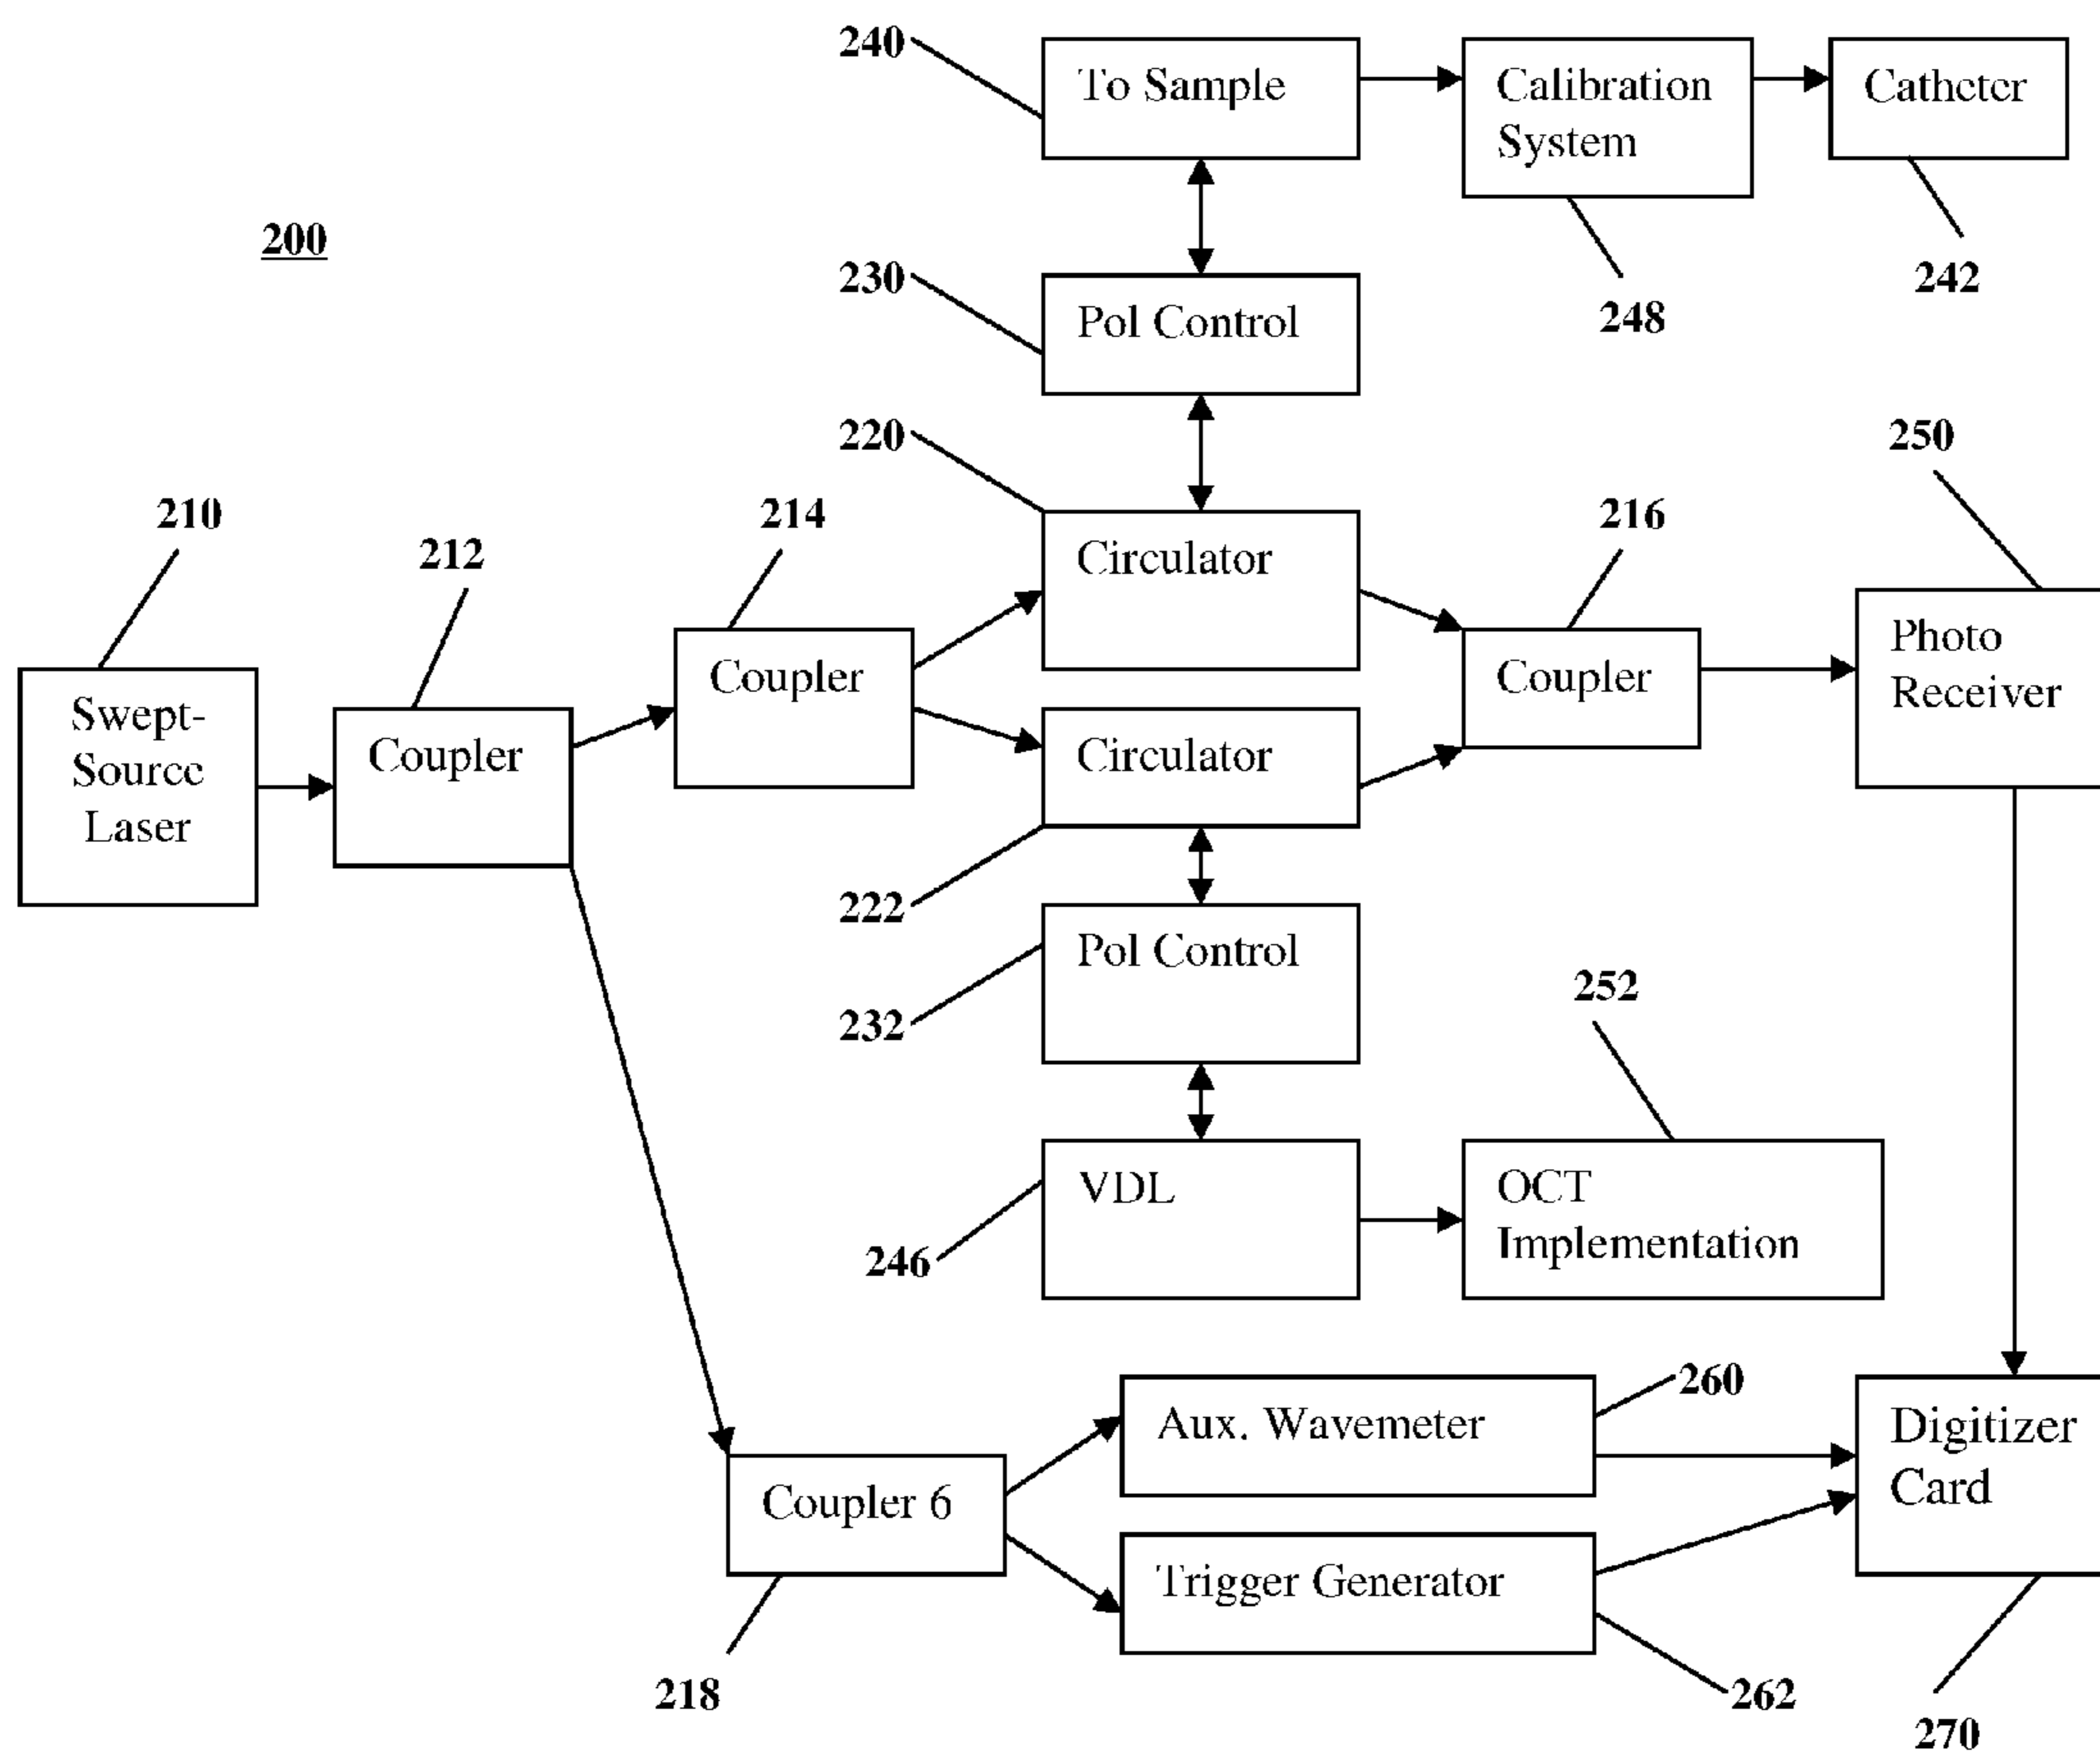 240
To Sample
Calibration
System
Catheter
200
230
Pol Control
248
242
220
250
210
212
214
Circulator
216
Swept-
Source
Laser
Coupler
Coupler
Coupler
Photo
Receiver
Circulator
222
Pol Control
232
252
VDL
246
OCT
Implementation
260
Aux. Wavemeter
Digitizer
Card
Coupler 6
Trigger Generator
218
262
270